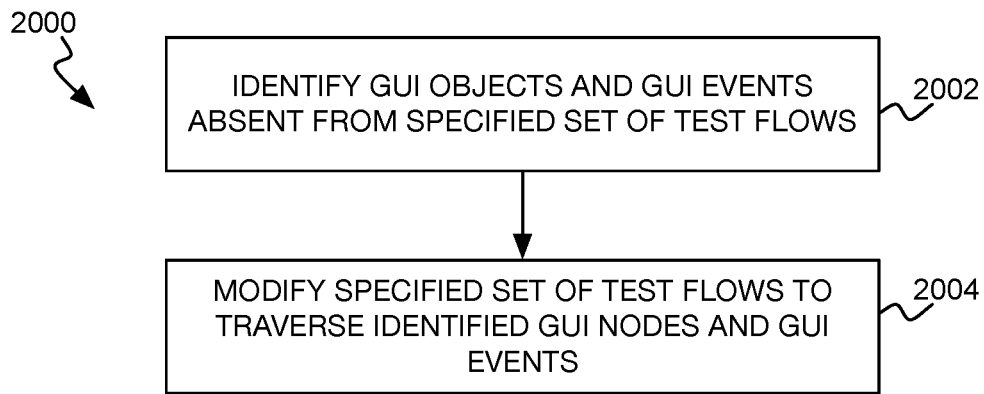 2000
IDENTIFY GUI OBJECTS AND GUI EVENTS
ABSENT FROM SPECIFIED SET OF TEST FLOWS
2002
MODIFY SPECIFIED SET OF TEST FLOWS TO
TRAVERSE IDENTIFIED GUI NODES AND GUI
EVENTS
2004